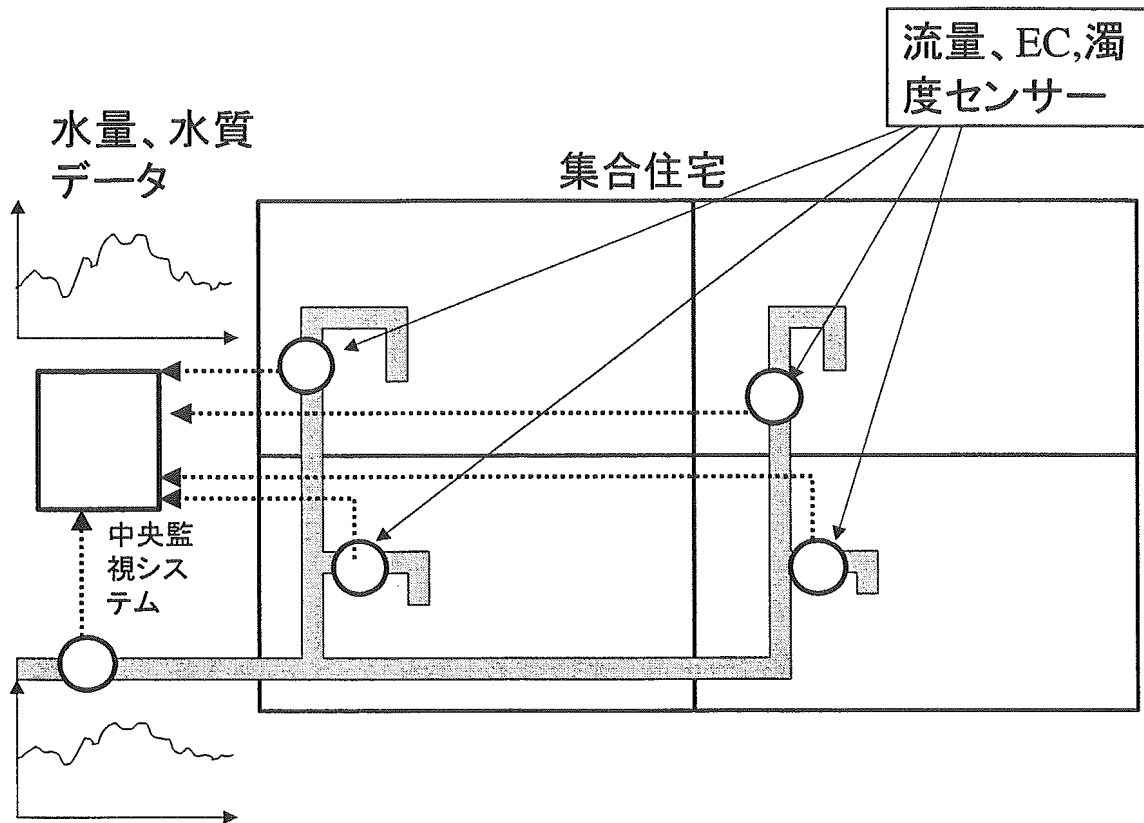 流量、EC,濁
度センサー
水量、水質
データ
集合住宅
中央監
視シス
テム